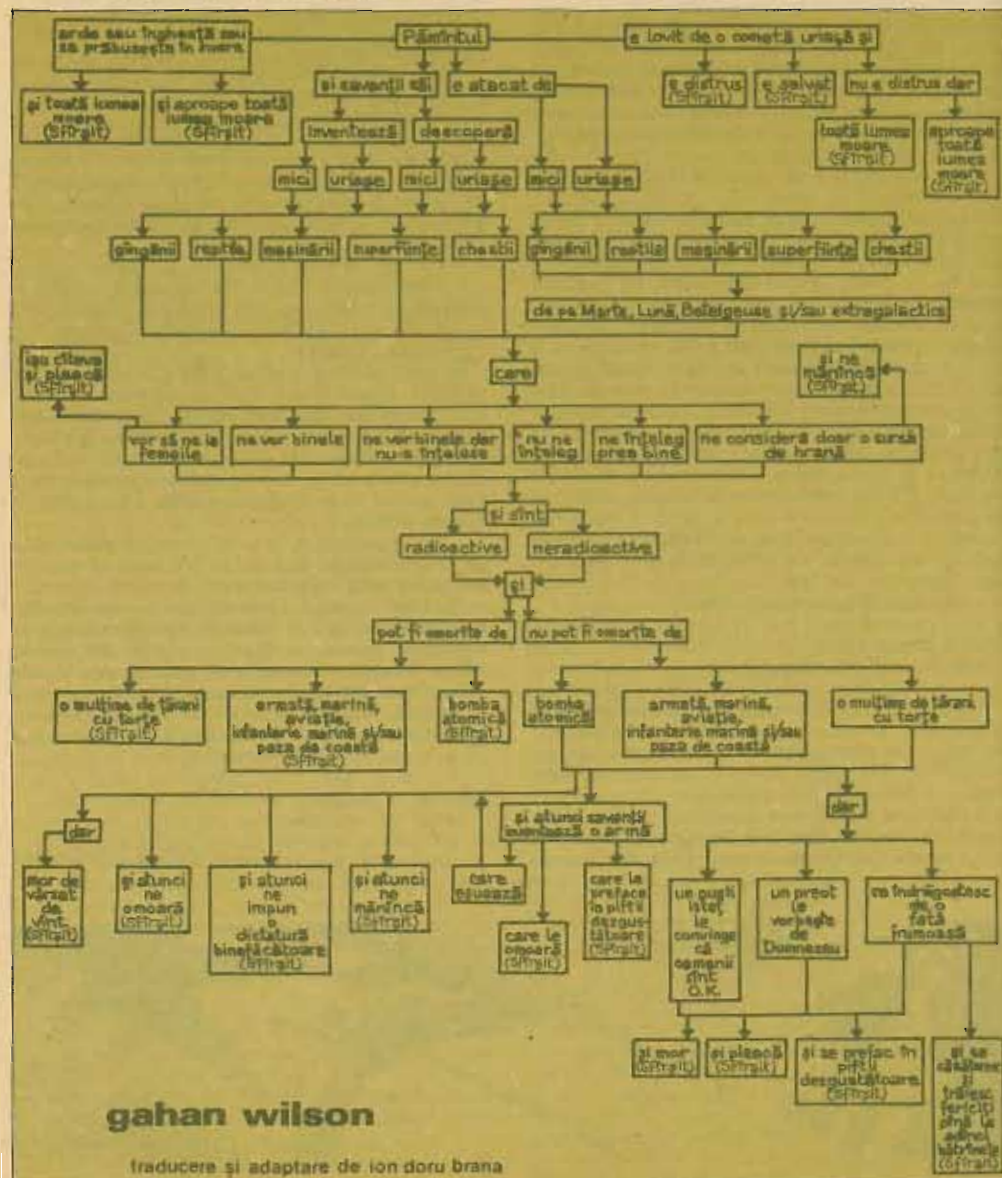 arde sau îngheață sau
se prăbușește în soare
Pămîntul
e lovit de o cometă uriașă și
și toată lumea
moare
(Sfîrșit)
și aproape toată
lumea moare
(Sfîrșit)
și savanții săi
e atacat de
e distrus
(Sfîrșit)
e salvat
(Sfîrșit)
nu e distrus dar
inventează
descoperă
toată lumea
moare
(Sfîrșit)
aproape
toată
lumea
moare
(Sfîrșit)
mici
uriașe
mici
uriașe
mici
uriașe
gîngănii
reptile
mașinării
superființe
chestii
gîngănii
reptile
mașinării
superființe
chestii
de pe Marte, Lună, Betelgeuse și/sau extragalactice
iau cîteva
și pleacă
(Sfîrșit)
care
și ne
mănîncă
(Sfîrșit)
vor să ne ia
femeile
ne vor binele
ne vor binele dar
nu-s înțelese
nu ne
înțeleg
ne înțeleg
prea bine
ne consideră doar o sursă
de hrană
și sînt
radioactive
neradioactive
și
pot fi omorîte de
nu pot fi omorîte de
o mulțime de țărani
cu torțe
(Sfîrșit)
armată, marină,
aviație,
infanterie marină și/sau
paza de coastă
(Sfîrșit)
bomba
atomică
(Sfîrșit)
bomba
atomică
armată, marină,
aviație,
infanterie marină și/sau
paza de coastă
o mulțime de țărani
cu torțe
dar
și atunci savanții
inventează o armă
dar
mor de
vărsat
de
vînt
(Sfîrșit)
și atunci
ne
omoară
(Sfîrșit)
și atunci
ne
impun
o
dictatură
binefăcătoare
(Sfîrșit)
și atunci
ne
mănîncă
(Sfîrșit)
care
eșuează
care le
omoară
(Sfîrșit)
care le
preface
în piftii
dezgus-
tătoare
(Sfîrșit)
un puști
isteț
le
convinge
că
oamenii
sînt
O.K.
un preot
le
vorbește
de
Dumnezeu
se îndrăgostesc
de o
fată
inimoasă
și mor
(Sfîrșit)
și pleacă
(Sfîrșit)
și se prefac în
piftii
dezgustătoare
(Sfîrșit)
și se
căsătoresc
și
trăiesc
fericiți
pînă la
adînci
bătrînețe
(Sfîrșit)
gahan wilson
traducere și adaptare de ion doru brana